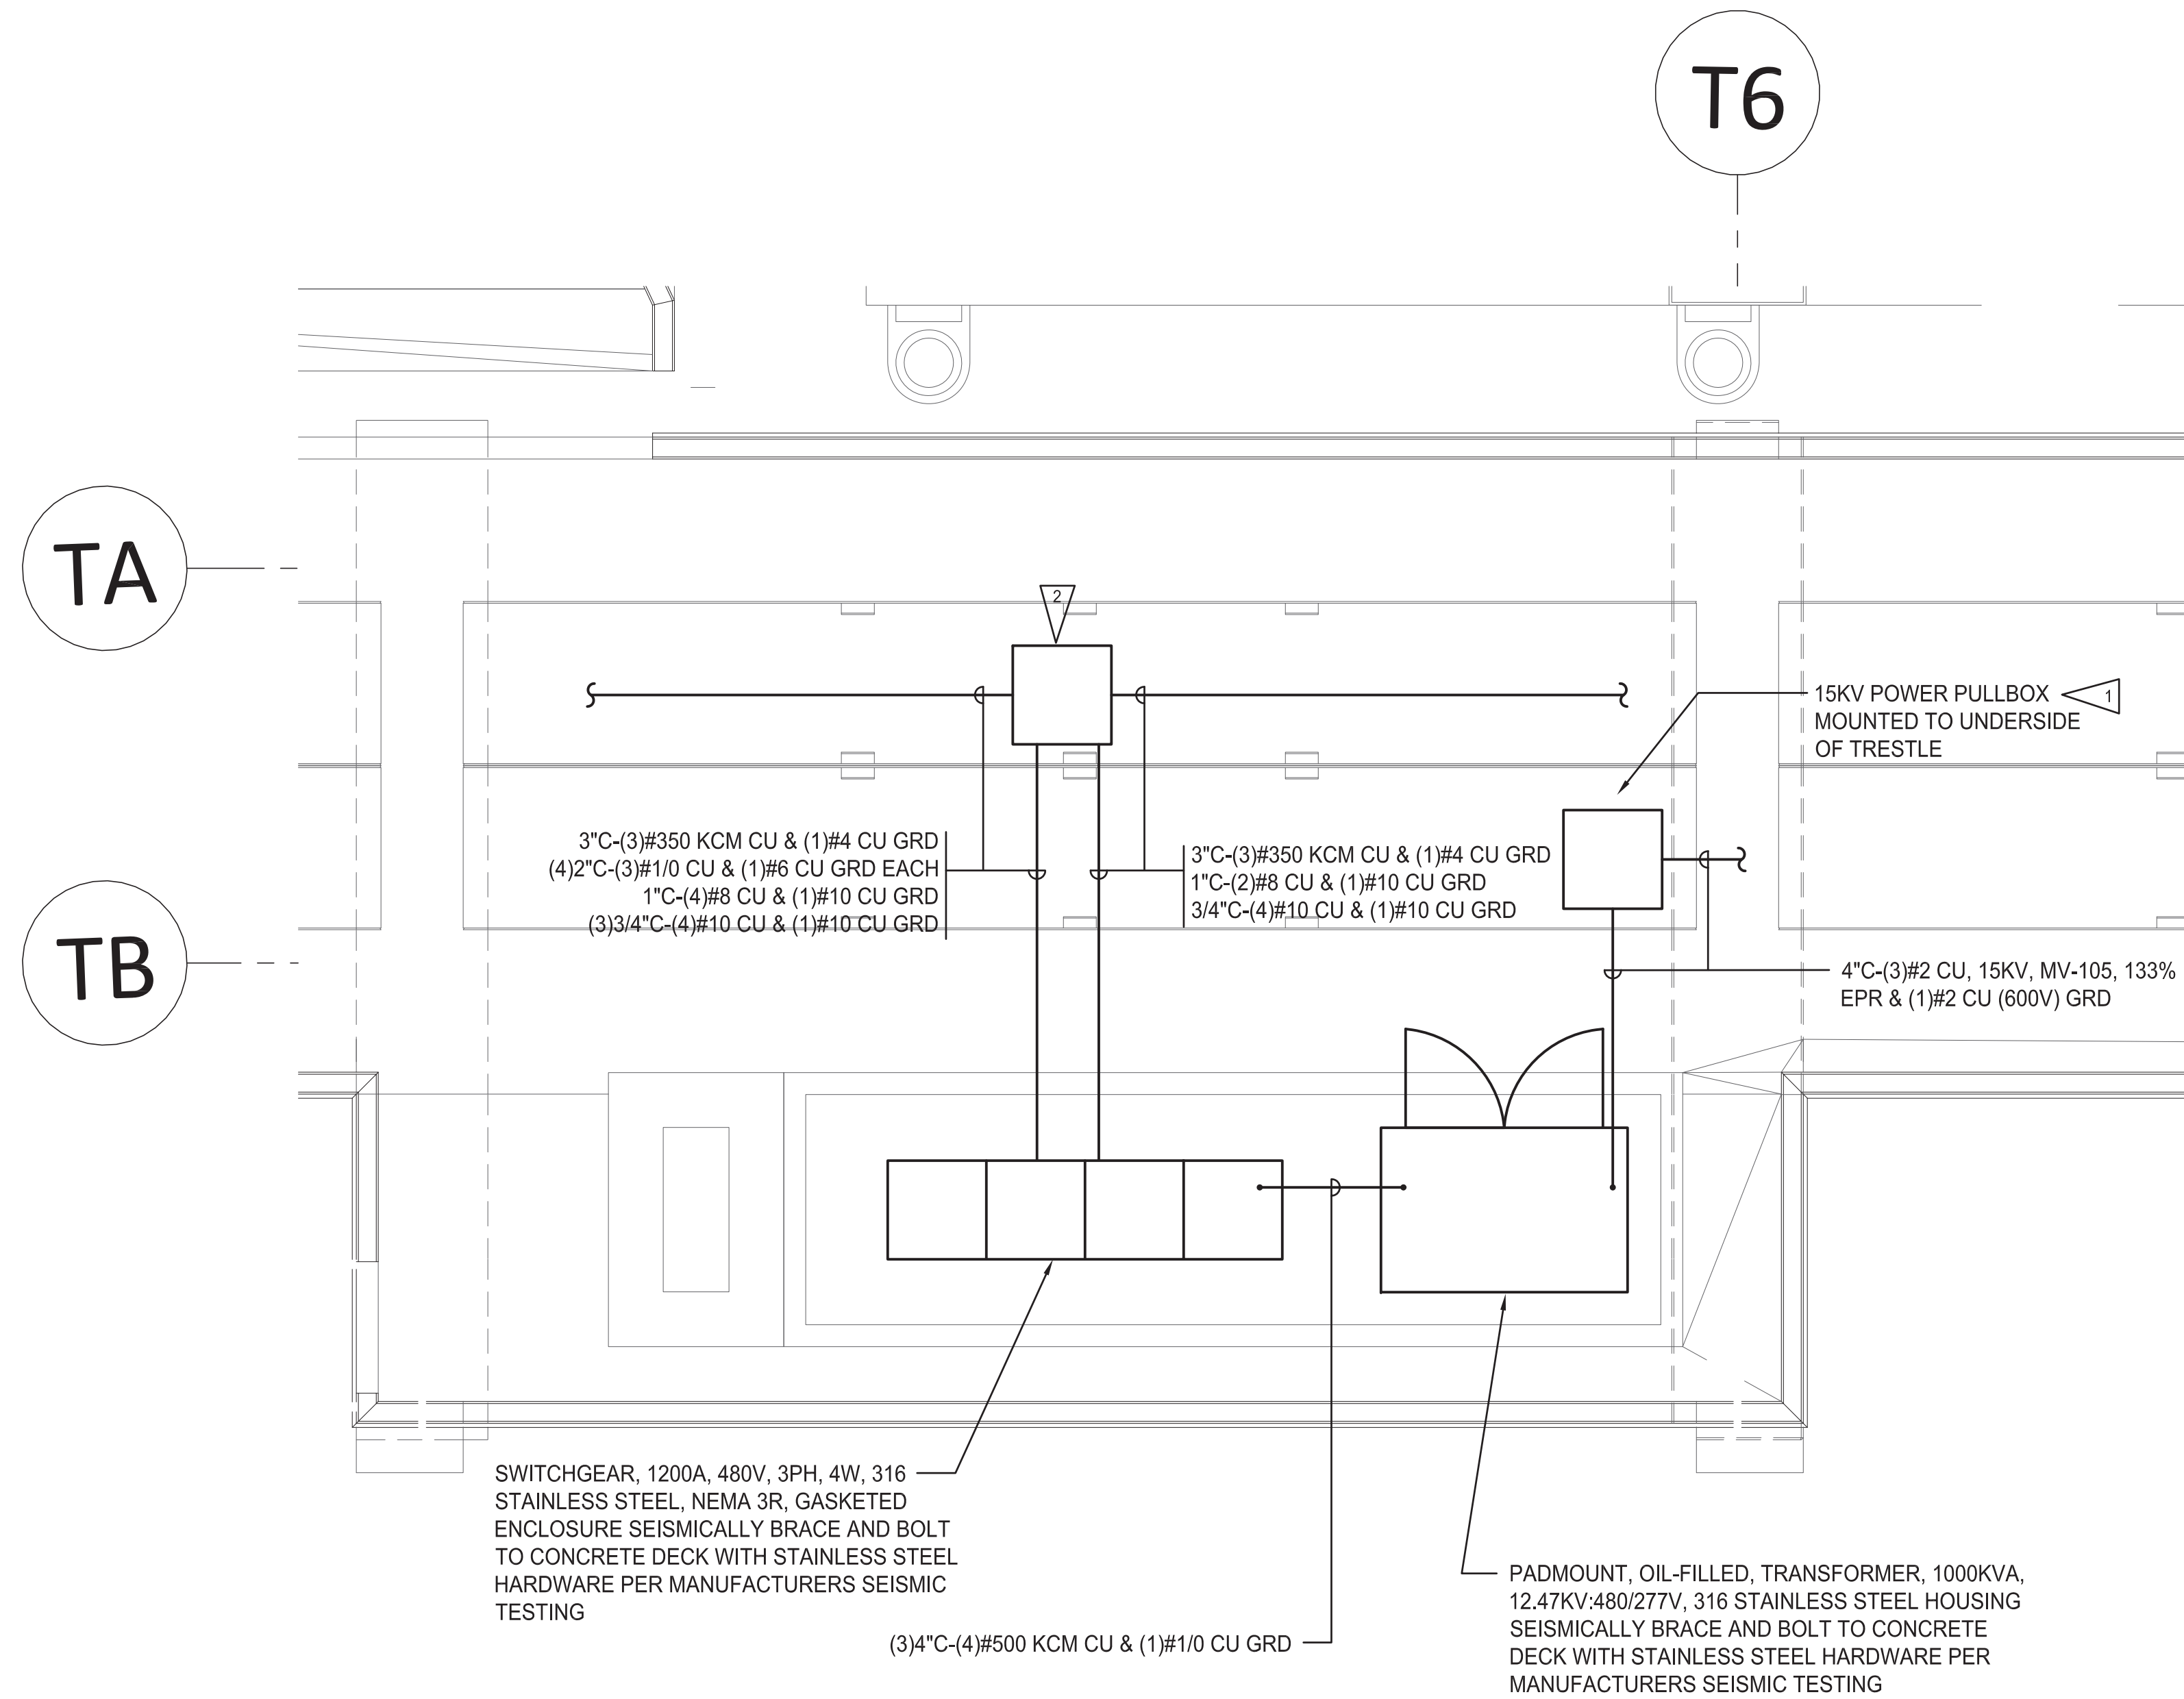 T6
TA
2
15KV POWER PULLBOX 1
MOUNTED TO UNDERSIDE
OF TRESTLE
3"C-(3)#350 KCM CU & (1)#4 CU GRD
(4)2"C-(3)#1/0 CU & (1)#6 CU GRD EACH
1"C-(4)#8 CU & (1)#10 CU GRD
(3)3/4"C-(4)#10 CU & (1)#10 CU GRD
3"C-(3)#350 KCM CU & (1)#4 CU GRD
1"C-(2)#8 CU & (1)#10 CU GRD
3/4"C-(4)#10 CU & (1)#10 CU GRD
TB
4"C-(3)#2 CU, 15KV, MV-105, 133%
EPR & (1)#2 CU (600V) GRD
SWITCHGEAR, 1200A, 480V, 3PH, 4W, 316
STAINLESS STEEL, NEMA 3R, GASKETED
ENCLOSURE SEISMICALLY BRACE AND BOLT
TO CONCRETE DECK WITH STAINLESS STEEL
HARDWARE PER MANUFACTURERS SEISMIC
TESTING
(3)4"C-(4)#500 KCM CU & (1)#1/0 CU GRD
PADMOUNT, OIL-FILLED, TRANSFORMER, 1000KVA,
12.47KV:480/277V, 316 STAINLESS STEEL HOUSING
SEISMICALLY BRACE AND BOLT TO CONCRETE
DECK WITH STAINLESS STEEL HARDWARE PER
MANUFACTURERS SEISMIC TESTING